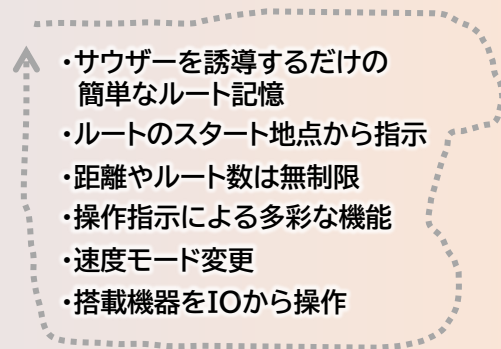 ・サウザーを誘導するだけの
簡単なルート記憶
・ルートのスタート地点から指示
・距離やルート数は無制限
・操作指示による多彩な機能
・速度モード変更
・搭載機器をIOから操作